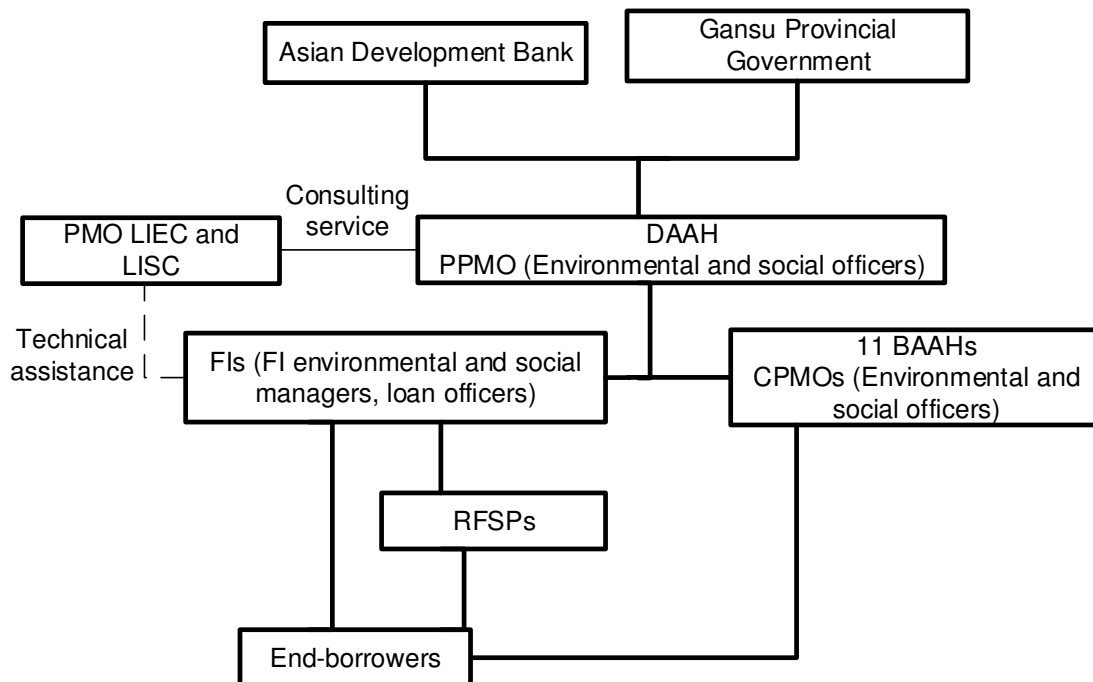 Asian Development Bank
Gansu Provincial
Government
Consulting
service
PMO LIEC and
LISC
DAAH
PPMO (Environmental and social officers)
Technical
assistance
FIs (FI environmental and social
managers, loan officers)
11 BAAHs
CPMOs (Environmental and
social officers)
RFSPs
End-borrowers